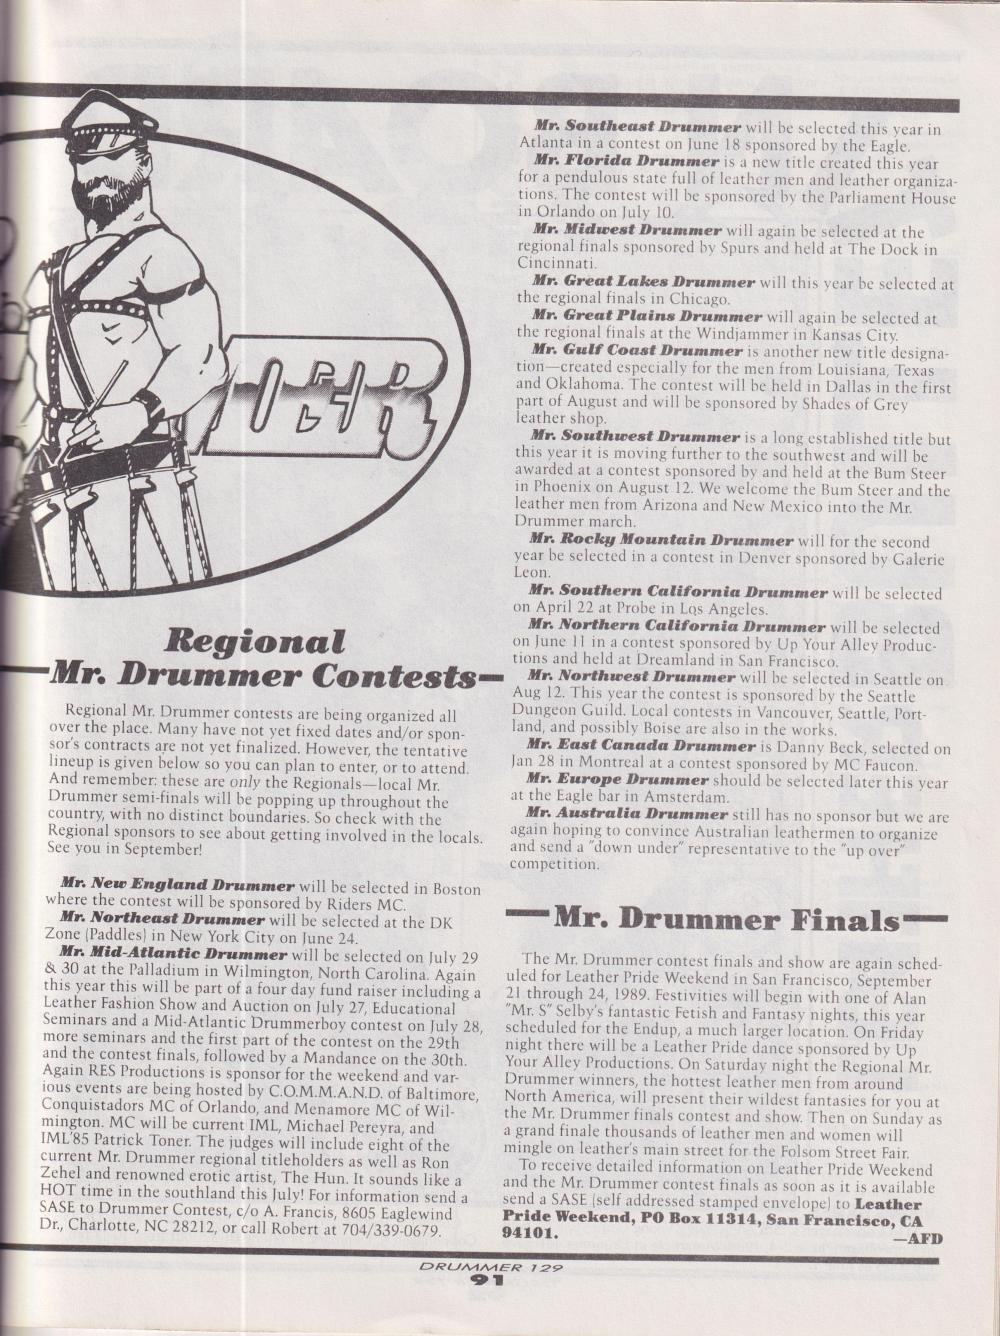 Regional
Mr. Drummer Contests
Regional Mr. Drummer contests are being organized all
over the place. Many have not yet fixed dates and/or spon-
sor's contracts are not yet finalized. However, the tentative
lineup is given below so you can plan to enter, or to attend.
And remember: these are only the Regionals—local Mr.
Drummer semi-finals will be popping up throughout the
country, with no distinct boundaries. So check with the
Regional sponsors to see about getting involved in the locals.
See you in September!
Mr. New England Drummer will be selected in Boston
where the contest will be sponsored by Riders MC.
Mr. Northeast Drummer will be selected at the DK
Zone (Paddles) in New York City on June 24.
Mr. Mid-Atlantic Drummer will be selected on July 29
& 30 at the Palladium in Wilmington, North Carolina. Again
this year this will be part of a four day fund raiser including a
Leather Fashion Show and Auction on July 27, Educational
Seminars and a Mid-Atlantic Drummerboy contest on July 28,
more seminars and the first part of the contest on the 29th
and the contest finals, followed by a Mandance on the 30th.
Again RES Productions is sponsor for the weekend and var-
ious events are being hosted by C.O.M.M.A.N.D. of Baltimore,
Conquistadors MC of Orlando, and Menamore MC of Wil-
mington. MC will be current IML, Michael Pereyra, and
IML'85 Patrick Toner. The judges will include eight of the
current Mr. Drummer regional titleholders as well as Ron
Zehel and renowned erotic artist, The Hun. It sounds like a
HOT time in the southland this July! For information send a
SASE to Drummer Contest, c/o A. Francis, 8605 Eaglewind
Dr., Charlotte, NC 28212, or call Robert at 704/339-0679.
Mr. Southeast Drummer will be selected this year in
Atlanta in a contest on June 18 sponsored by the Eagle.
Mr. Florida Drummer is a new title created this year
for a pendulous state full of leather men and leather organiza-
tions. The contest will be sponsored by the Parliament House
in Orlando on July 10.
Mr. Midwest Drummer will again be selected at the
regional finals sponsored by Spurs and held at The Dock in
Cincinnati.
Mr. Great Lakes Drummer will this year be selected at
the regional finals in Chicago.
Mr. Great Plains Drummer will again be selected at
the regional finals at the Windjammer in Kansas City.
Mr. Gulf Coast Drummer is another new title designa-
tion—created especially for the men from Louisiana, Texas
and Oklahoma. The contest will be held in Dallas in the first
part of August and will be sponsored by Shades of Grey
leather shop.
Mr. Southwest Drummer is a long established title but
this year it is moving further to the southwest and will be
awarded at a contest sponsored by and held at the Bum Steer
in Phoenix on August 12. We welcome the Bum Steer and the
leather men from Arizona and New Mexico into the Mr.
Drummer march.
Mr. Rocky Mountain Drummer will for the second
year be selected in a contest in Denver sponsored by Galerie
Leon.
Mr. Southern California Drummer will be selected
on April 22 at Probe in Los Angeles.
Mr. Northern California Drummer will be selected
on June 11 in a contest sponsored by Up Your Alley Produc-
tions and held at Dreamland in San Francisco.
Mr. Northwest Drummer will be selected in Seattle on
Aug 12. This year the contest is sponsored by the Seattle
Dungeon Guild. Local contests in Vancouver, Seattle, Port-
land, and possibly Boise are also in the works.
Mr. East Canada Drummer is Danny Beck, selected on
Jan 28 in Montreal at a contest sponsored by MC Faucon.
Mr. Europe Drummer should be selected later this year
at the Eagle bar in Amsterdam.
Mr. Australia Drummer still has no sponsor but we are
again hoping to convince Australian leathermen to organize
and send a "down under" representative to the "up over"
competition.
Mr. Drummer Finals
The Mr. Drummer contest finals and show are again sched-
uled for Leather Pride Weekend in San Francisco, September
21 through 24, 1989. Festivities will begin with one of Alan
"Mr. S" Selby's fantastic Fetish and Fantasy nights, this year
scheduled for the Endup, a much larger location. On Friday
night there will be a Leather Pride dance sponsored by Up
Your Alley Productions. On Saturday night the Regional Mr.
Drummer winners, the hottest leather men from around
North America, will present their wildest fantasies for you at
the Mr. Drummer finals contest and show. Then on Sunday as
a grand finale thousands of leather men and women will
mingle on leather's main street for the Folsom Street Fair.
To receive detailed information on Leather Pride Weekend
and the Mr. Drummer contest finals as soon as it is available
send a SASE (self addressed stamped envelope) to Leather
Pride Weekend, PO Box 11314, San Francisco, CA
94101.
—AFD
DRUMMER 129
91